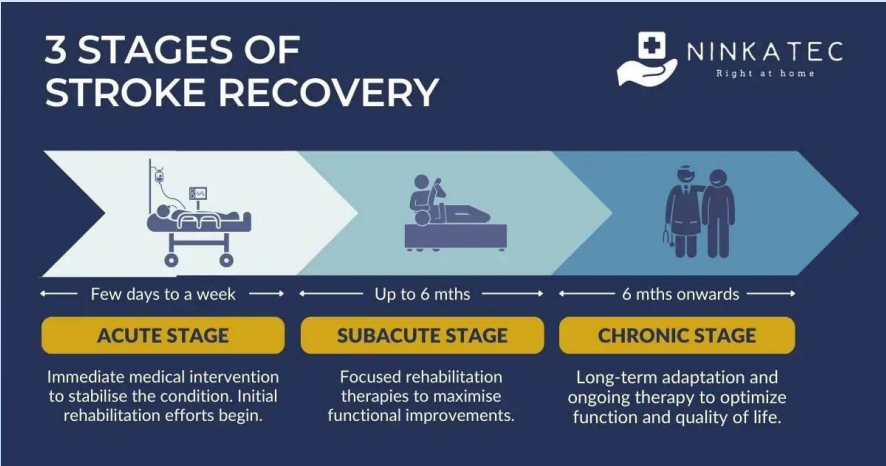 3 STAGES OF
STROKE RECOVERY
NINKATEC
Right at home
Few days to a week
Up to 6 mths
6 mths onwards
ACUTE STAGE
SUBACUTE STAGE
CHRONIC STAGE
Immediate medical intervention
to stabilise the condition. Initial
rehabilitation efforts begin.
Focused rehabilitation
therapies to maximise
functional improvements.
Long-term adaptation and
ongoing therapy to optimize
function and quality of life.